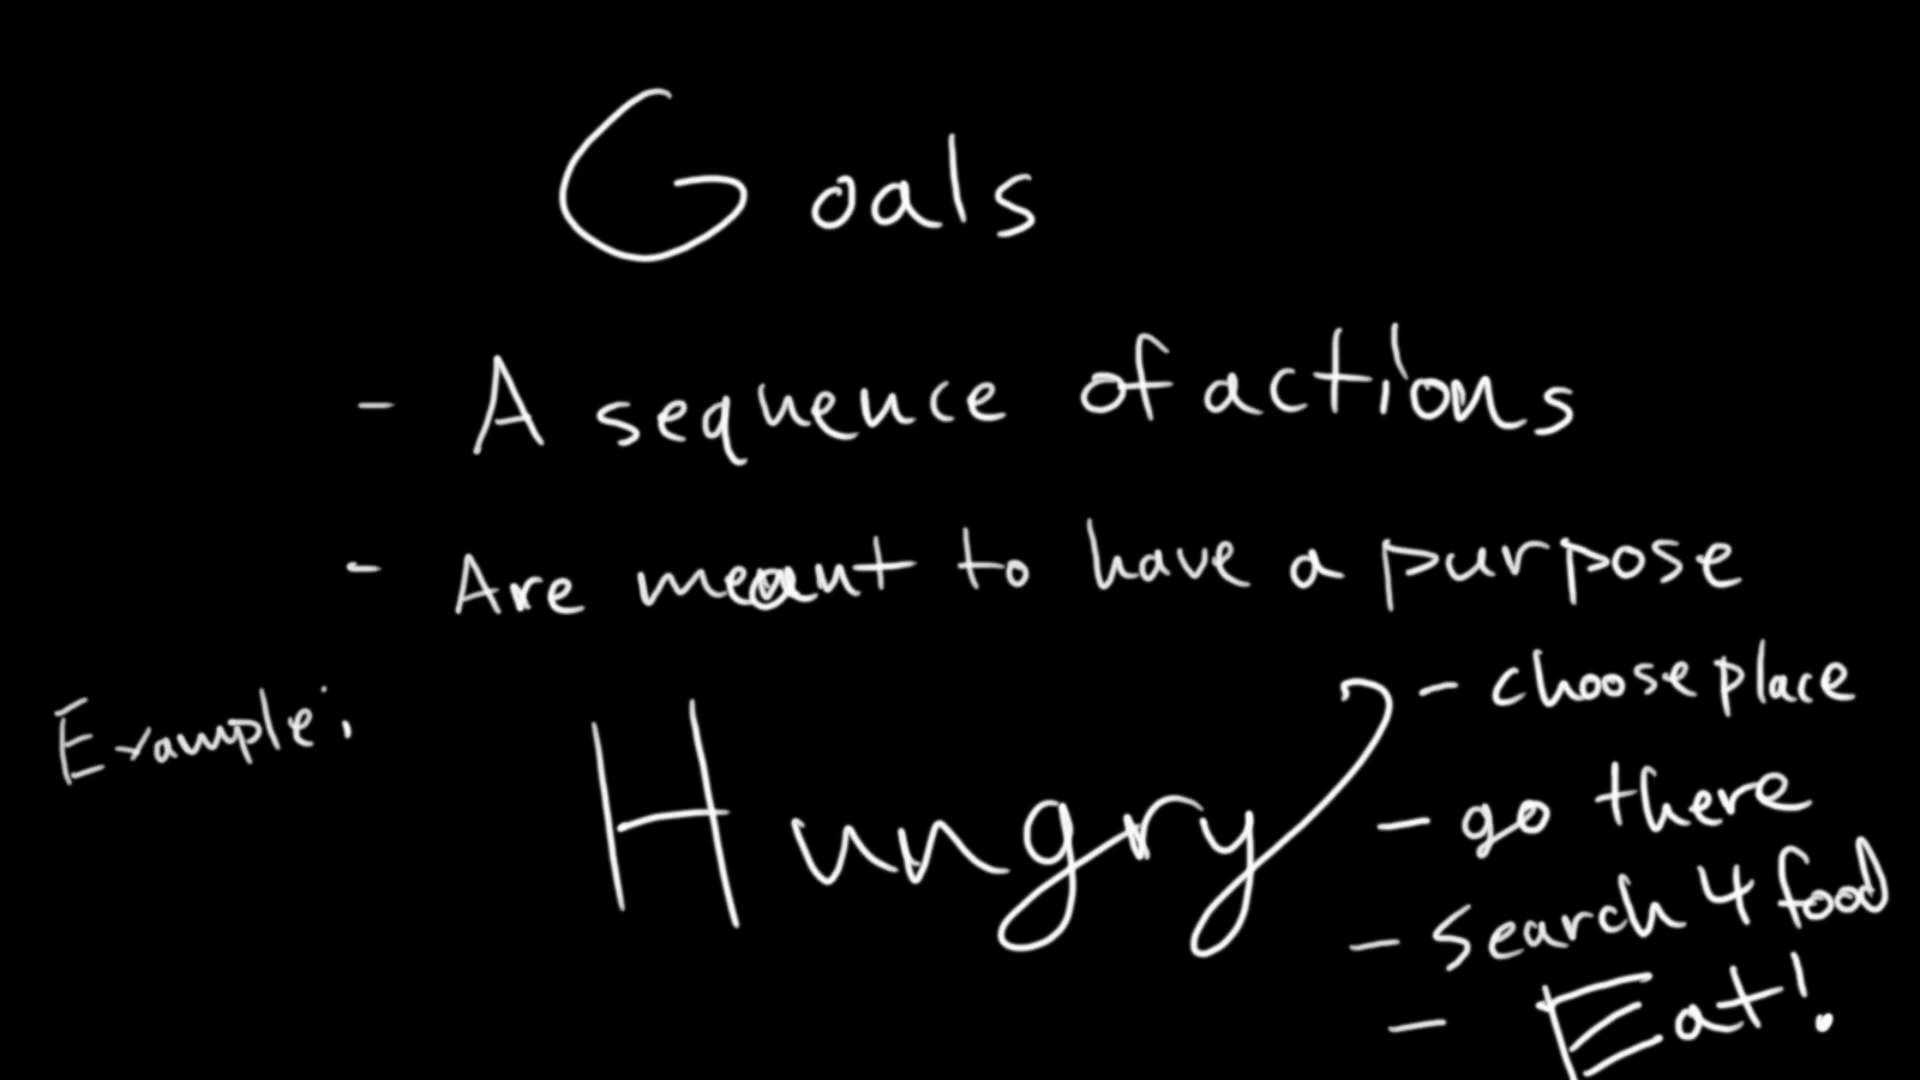 Goals
- A sequence of actions
- Are meant to have a purpose
Example:
Hungry
- choose place
- go there
- search 4 food
- Eat!